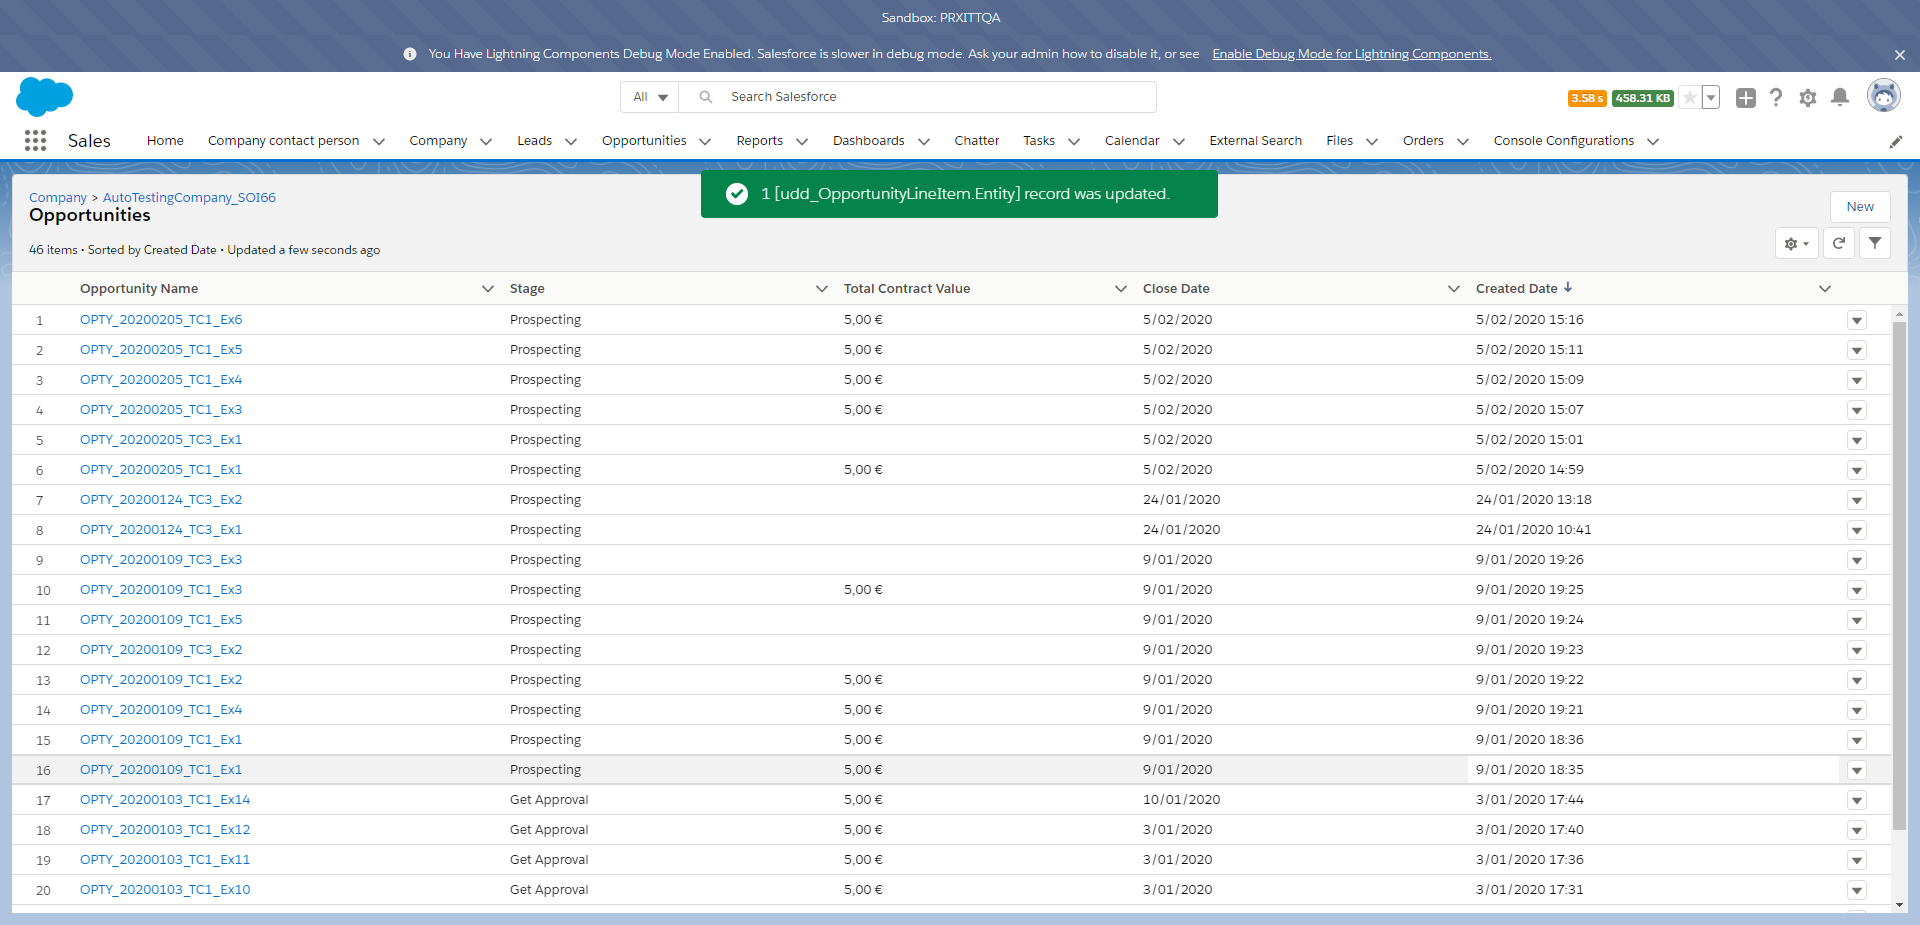 Sandbox: PRXITTQA
You Have Lightning Components Debug Mode Enabled. Salesforce is slower in debug mode. Ask your admin how to disable it, or see Enable Debug Mode for Lightning Components.
All Search Salesforce 3.58 s 458.31 KB
Sales Home Company contact person Company Leads Opportunities Reports Dashboards Chatter Tasks Calendar External Search Files Orders Console Configurations
1 [udd_OpportunityLineItem.Entity] record was updated.
Company > AutoTestingCompany_SOI66
Opportunities
New
46 items • Sorted by Created Date • Updated a few seconds ago
Opportunity Name Stage Total Contract Value Close Date Created Date
1 OPTY_20200205_TC1_Ex6 Prospecting 5,00 € 5/02/2020 5/02/2020 15:16
2 OPTY_20200205_TC1_Ex5 Prospecting 5,00 € 5/02/2020 5/02/2020 15:11
3 OPTY_20200205_TC1_Ex4 Prospecting 5,00 € 5/02/2020 5/02/2020 15:09
4 OPTY_20200205_TC1_Ex3 Prospecting 5,00 € 5/02/2020 5/02/2020 15:07
5 OPTY_20200205_TC3_Ex1 Prospecting 5/02/2020 5/02/2020 15:01
6 OPTY_20200205_TC1_Ex1 Prospecting 5,00 € 5/02/2020 5/02/2020 14:59
7 OPTY_20200124_TC3_Ex2 Prospecting 24/01/2020 24/01/2020 13:18
8 OPTY_20200124_TC3_Ex1 Prospecting 24/01/2020 24/01/2020 10:41
9 OPTY_20200109_TC3_Ex3 Prospecting 9/01/2020 9/01/2020 19:26
10 OPTY_20200109_TC1_Ex3 Prospecting 5,00 € 9/01/2020 9/01/2020 19:25
11 OPTY_20200109_TC1_Ex5 Prospecting 9/01/2020 9/01/2020 19:24
12 OPTY_20200109_TC3_Ex2 Prospecting 9/01/2020 9/01/2020 19:23
13 OPTY_20200109_TC1_Ex2 Prospecting 5,00 € 9/01/2020 9/01/2020 19:22
14 OPTY_20200109_TC1_Ex4 Prospecting 5,00 € 9/01/2020 9/01/2020 19:21
15 OPTY_20200109_TC1_Ex1 Prospecting 5,00 € 9/01/2020 9/01/2020 18:36
16 OPTY_20200109_TC1_Ex1 Prospecting 5,00 € 9/01/2020 9/01/2020 18:35
17 OPTY_20200103_TC1_Ex14 Get Approval 5,00 € 10/01/2020 3/01/2020 17:44
18 OPTY_20200103_TC1_Ex12 Get Approval 5,00 € 3/01/2020 3/01/2020 17:40
19 OPTY_20200103_TC1_Ex11 Get Approval 5,00 € 3/01/2020 3/01/2020 17:36
20 OPTY_20200103_TC1_Ex10 Get Approval 5,00 € 3/01/2020 3/01/2020 17:31